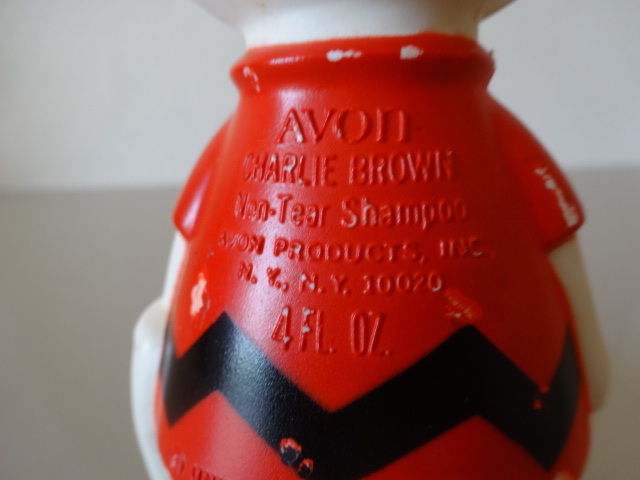 AVON
CHARLIE BROWN
Non-Tear Shampoo
AVON PRODUCTS, INC.
N.Y., N.Y. 10020
4 FL. OZ.